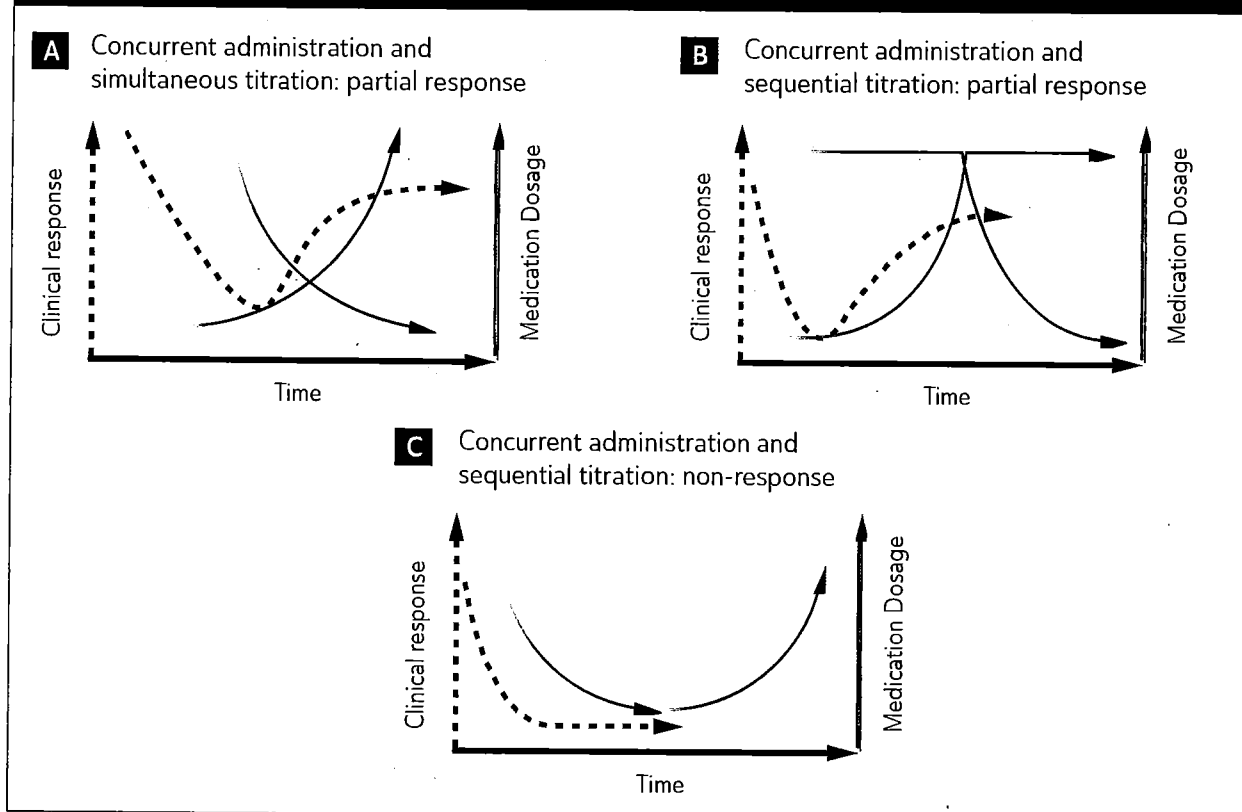 A Concurrent administration and
simultaneous titration: partial response
Clinical response
Medication Dosage
Time
B Concurrent administration and
sequential titration: partial response
Clinical response
Medication Dosage
Time
C Concurrent administration and
sequential titration: non-response
Clinical response
Medication Dosage
Time